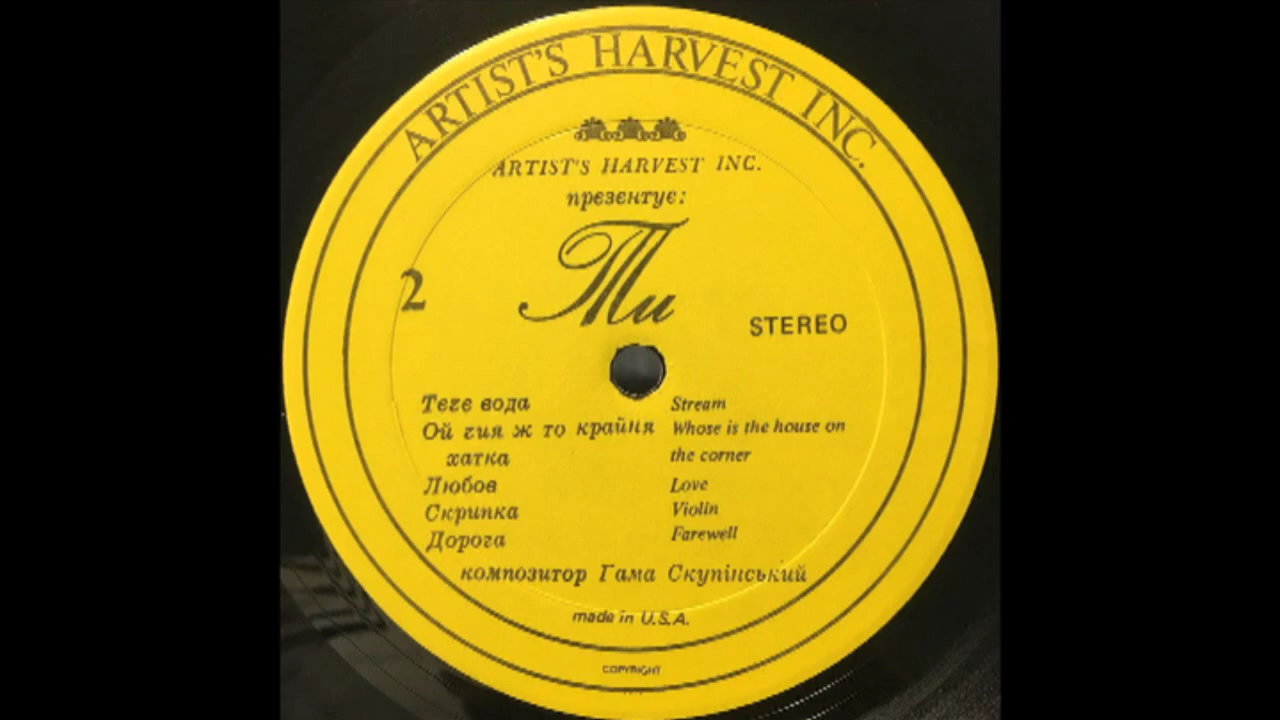 ARTIST'S HARVEST INC.
ARTIST'S HARVEST INC.
презентує:
Ти
2
STEREO
Тече вода Stream
Ой чия ж то крайня Whose is the house on
хатка the corner
Любов Love
Скрипка Violin
Дорога Farewell
композитор Гама Скупінський
made in U.S.A.
COPYRIGHT